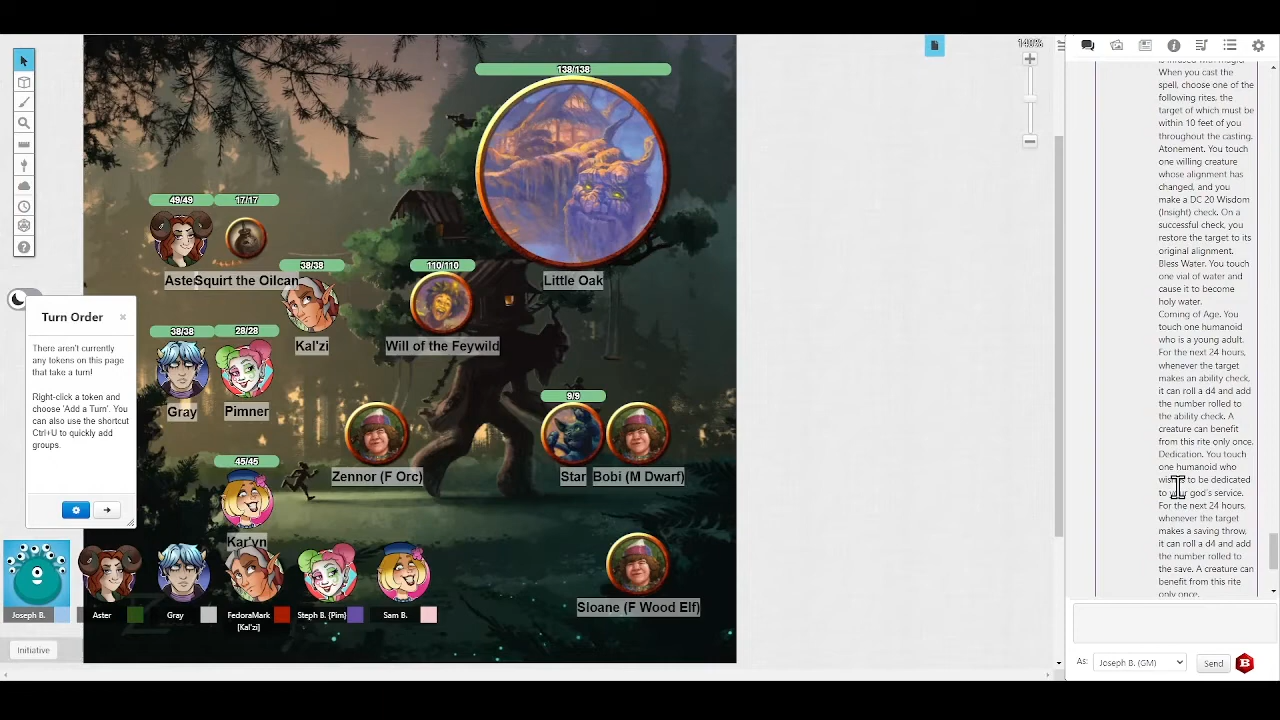 140%
138/138
49/49
17/17
Aste
Squirt the Oilcan
38/38
Kal'zi
110/110
Will of the Feywild
Little Oak
Turn Order
There aren't currently
any tokens on this page
that take a turn!
Right-click a token and
choose 'Add a Turn'. You
can also use the shortcut
Ctrl+U to quickly add
groups.
38/38
28/28
Gray
Pimner
Zennor (F Orc)
9/9
Star
Bobi (M Dwarf)
45/45
Kar'yn
Sloane (F Wood Elf)
Joseph B.
Aster
Gray
FedoraMark
[Kal'zi]
Steph B. {Pim}
Sam B.
Initiative
When you cast the
spell, choose one of the
following rites, the
target of which must be
within 10 feet of you
throughout the casting.
Atonement. You touch
one willing creature
whose alignment has
changed, and you
make a DC 20 Wisdom
(Insight) check. On a
successful check, you
restore the target to its
original alignment.
Bless Water. You touch
one vial of water and
cause it to become
holy water.
Coming of Age. You
touch one humanoid
who is a young adult.
For the next 24 hours,
whenever the target
makes an ability check,
it can roll a d4 and add
the number rolled to
the ability check. A
creature can benefit
from this rite only once.
Dedication. You touch
one humanoid who
to be dedicated
to god's service.
For the next 24 hours,
whenever the target
makes a saving throw,
it can roll a d4 and add
the number rolled to
the save. A creature can
benefit from this rite
only once.
As:
Joseph B. (GM)
Send